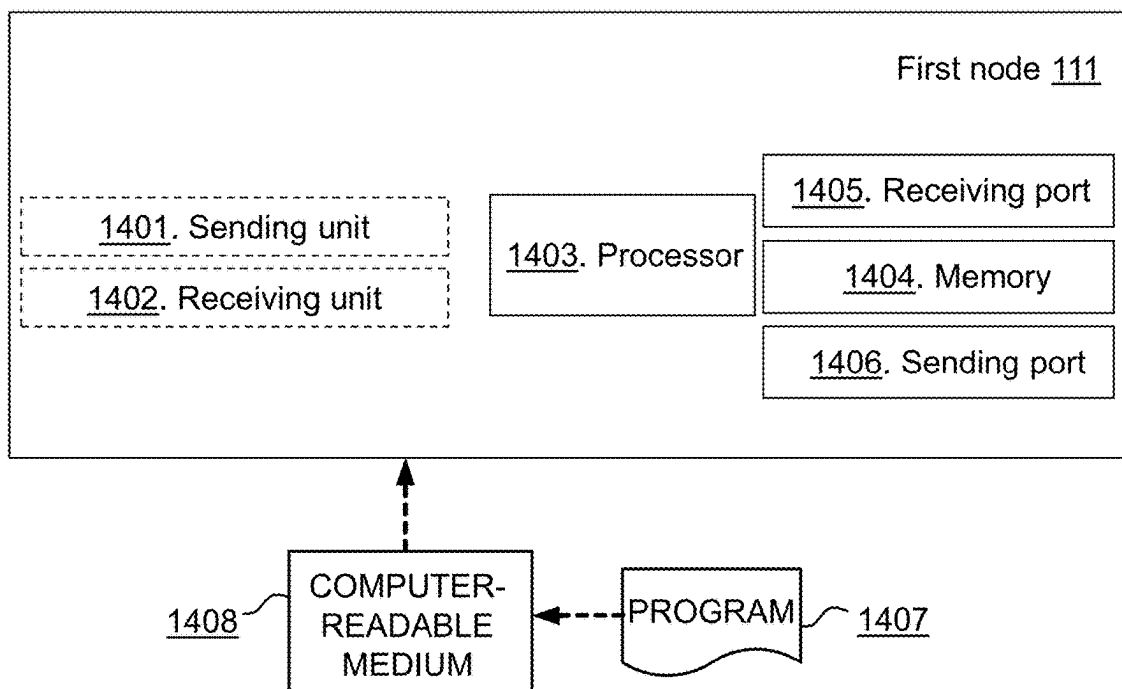 First node 111
1401. Sending unit
1402. Receiving unit
1403. Processor
1405. Receiving port
1404. Memory
1406. Sending port
1408
COMPUTER-
READABLE
MEDIUM
PROGRAM
1407